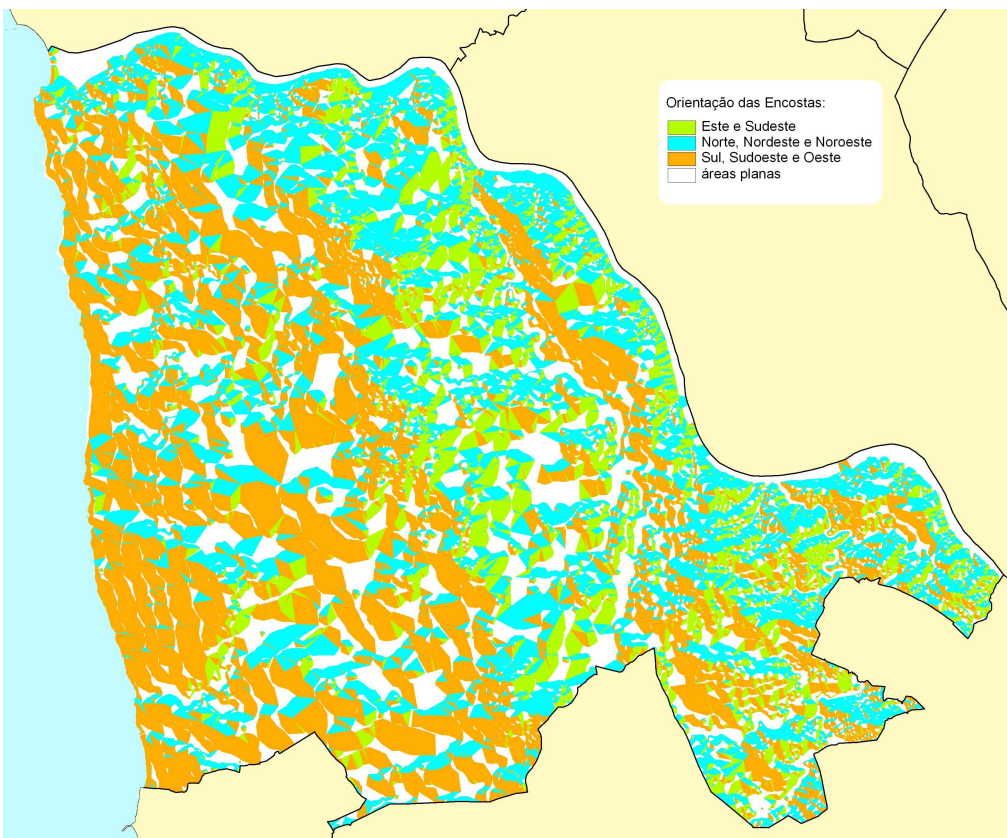 Orientação das Encostas:
Este e Sudeste
Norte, Nordeste e Noroeste
Sul, Sudoeste e Oeste
áreas planas